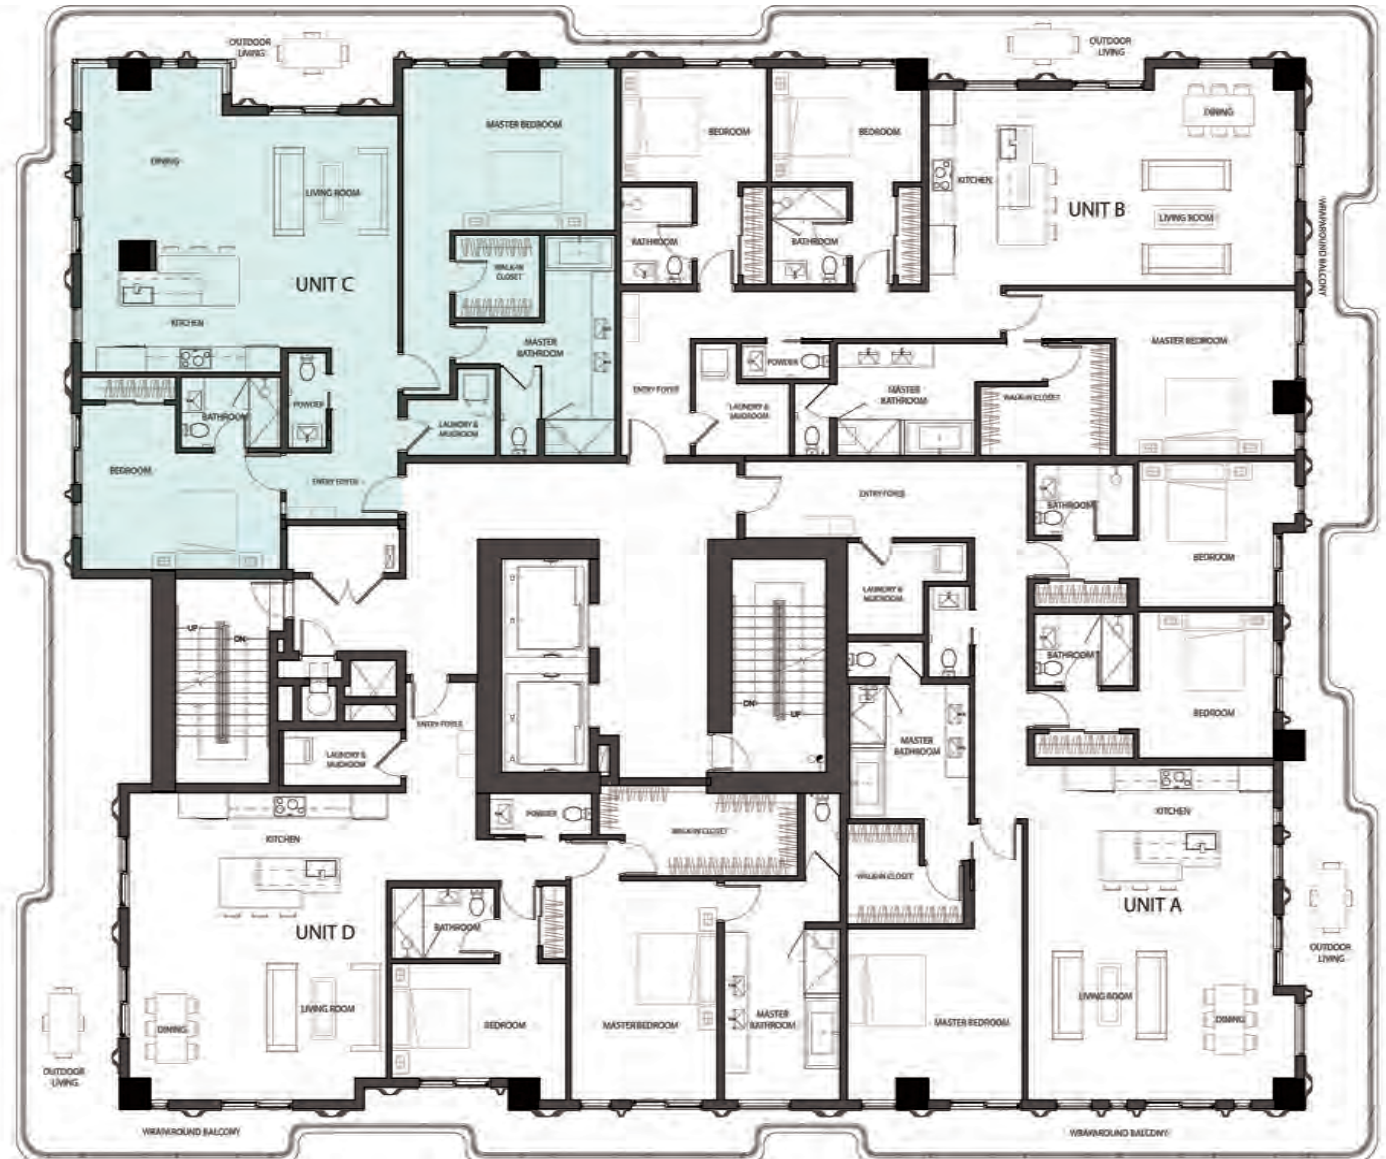 OUTDOOR
LIVING
OUTDOOR
LIVING
MASTER BEDROOM
BEDROOM
BEDROOM
DINING
DINING
LIVING ROOM
KITCHEN
UNIT B
LIVING ROOM
WRAPAROUND BALCONY
BATHROOM
BATHROOM
WALK-IN
CLOSET
UNIT C
KITCHEN
MASTER
BATHROOM
MASTER BEDROOM
POWDER
ENTRY FOYER
MASTER
BATHROOM
WALK-IN CLOSET
POWDER
BATHROOM
LAUNDRY &
MUDROOM
LAUNDRY &
MUDROOM
BEDROOM
ENTRY FOYER
ENTRY FOYER
BATHROOM
BEDROOM
LAUNDRY &
MUDROOM
UP
DN
BATHROOM
BEDROOM
DN
UP
ENTRY FOYER
MASTER
BATHROOM
LAUNDRY &
MUDROOM
KITCHEN
POWDER
WALK-IN CLOSET
KITCHEN
WALK-IN CLOSET
UNIT A
UNIT D
BATHROOM
OUTDOOR
LIVING
LIVING ROOM
LIVING ROOM
DINING
BEDROOM
MASTER BEDROOM
MASTER
BATHROOM
MASTER BEDROOM
DINING
OUTDOOR
LIVING
WRAPAROUND BALCONY
WRAPAROUND BALCONY